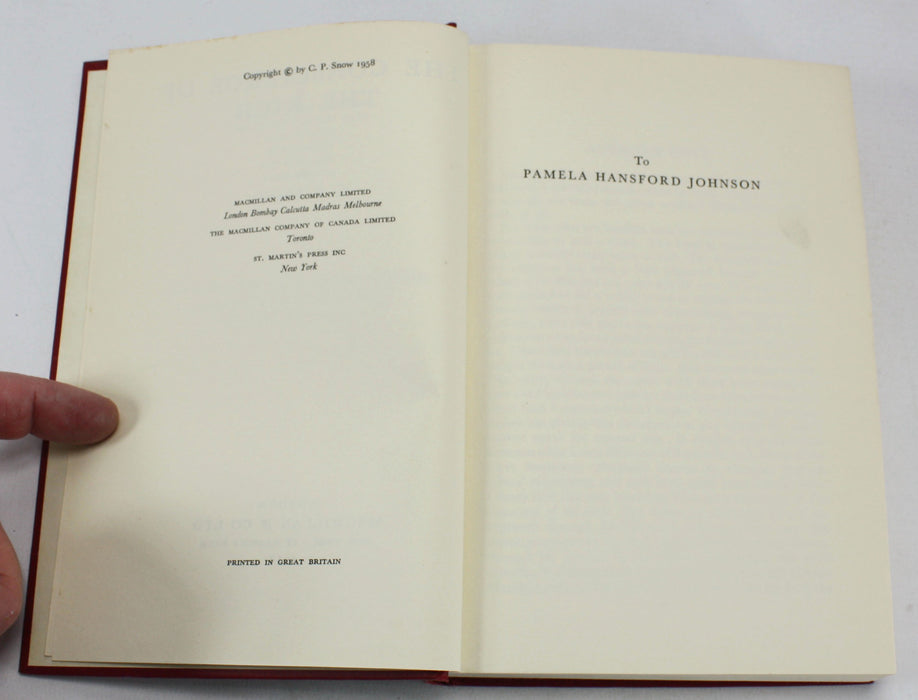 Copyright © by C. P. Snow 1958
MACMILLAN AND COMPANY LIMITED
London Bombay Calcutta Madras Melbourne
THE MACMILLAN COMPANY OF CANADA LIMITED
Toronto
ST. MARTIN'S PRESS INC
New York
PRINTED IN GREAT BRITAIN
To
PAMELA HANSFORD JOHNSON